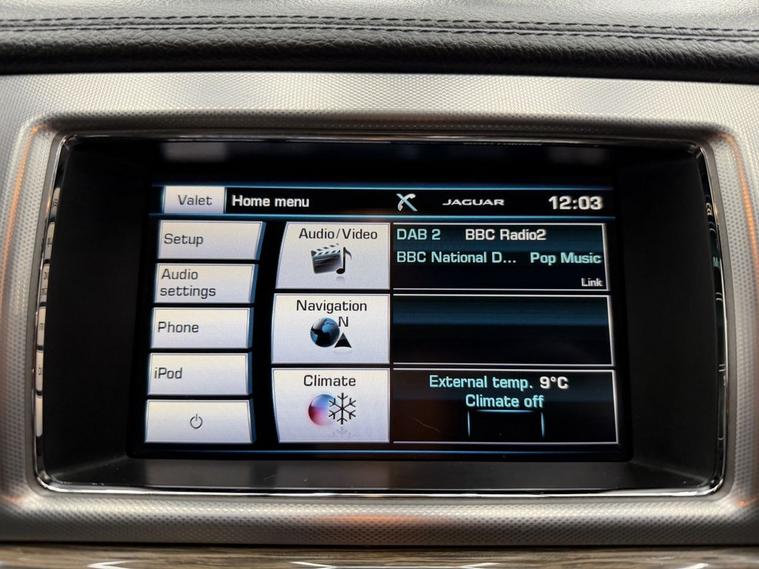 Valet Home menu JAGUAR 12:03
Setup
Audio
settings
Phone
iPod
Audio/Video
Navigation
N
Climate
DAB 2 BBC Radio2
BBC National D... Pop Music
Link
External temp. 9°C
Climate off